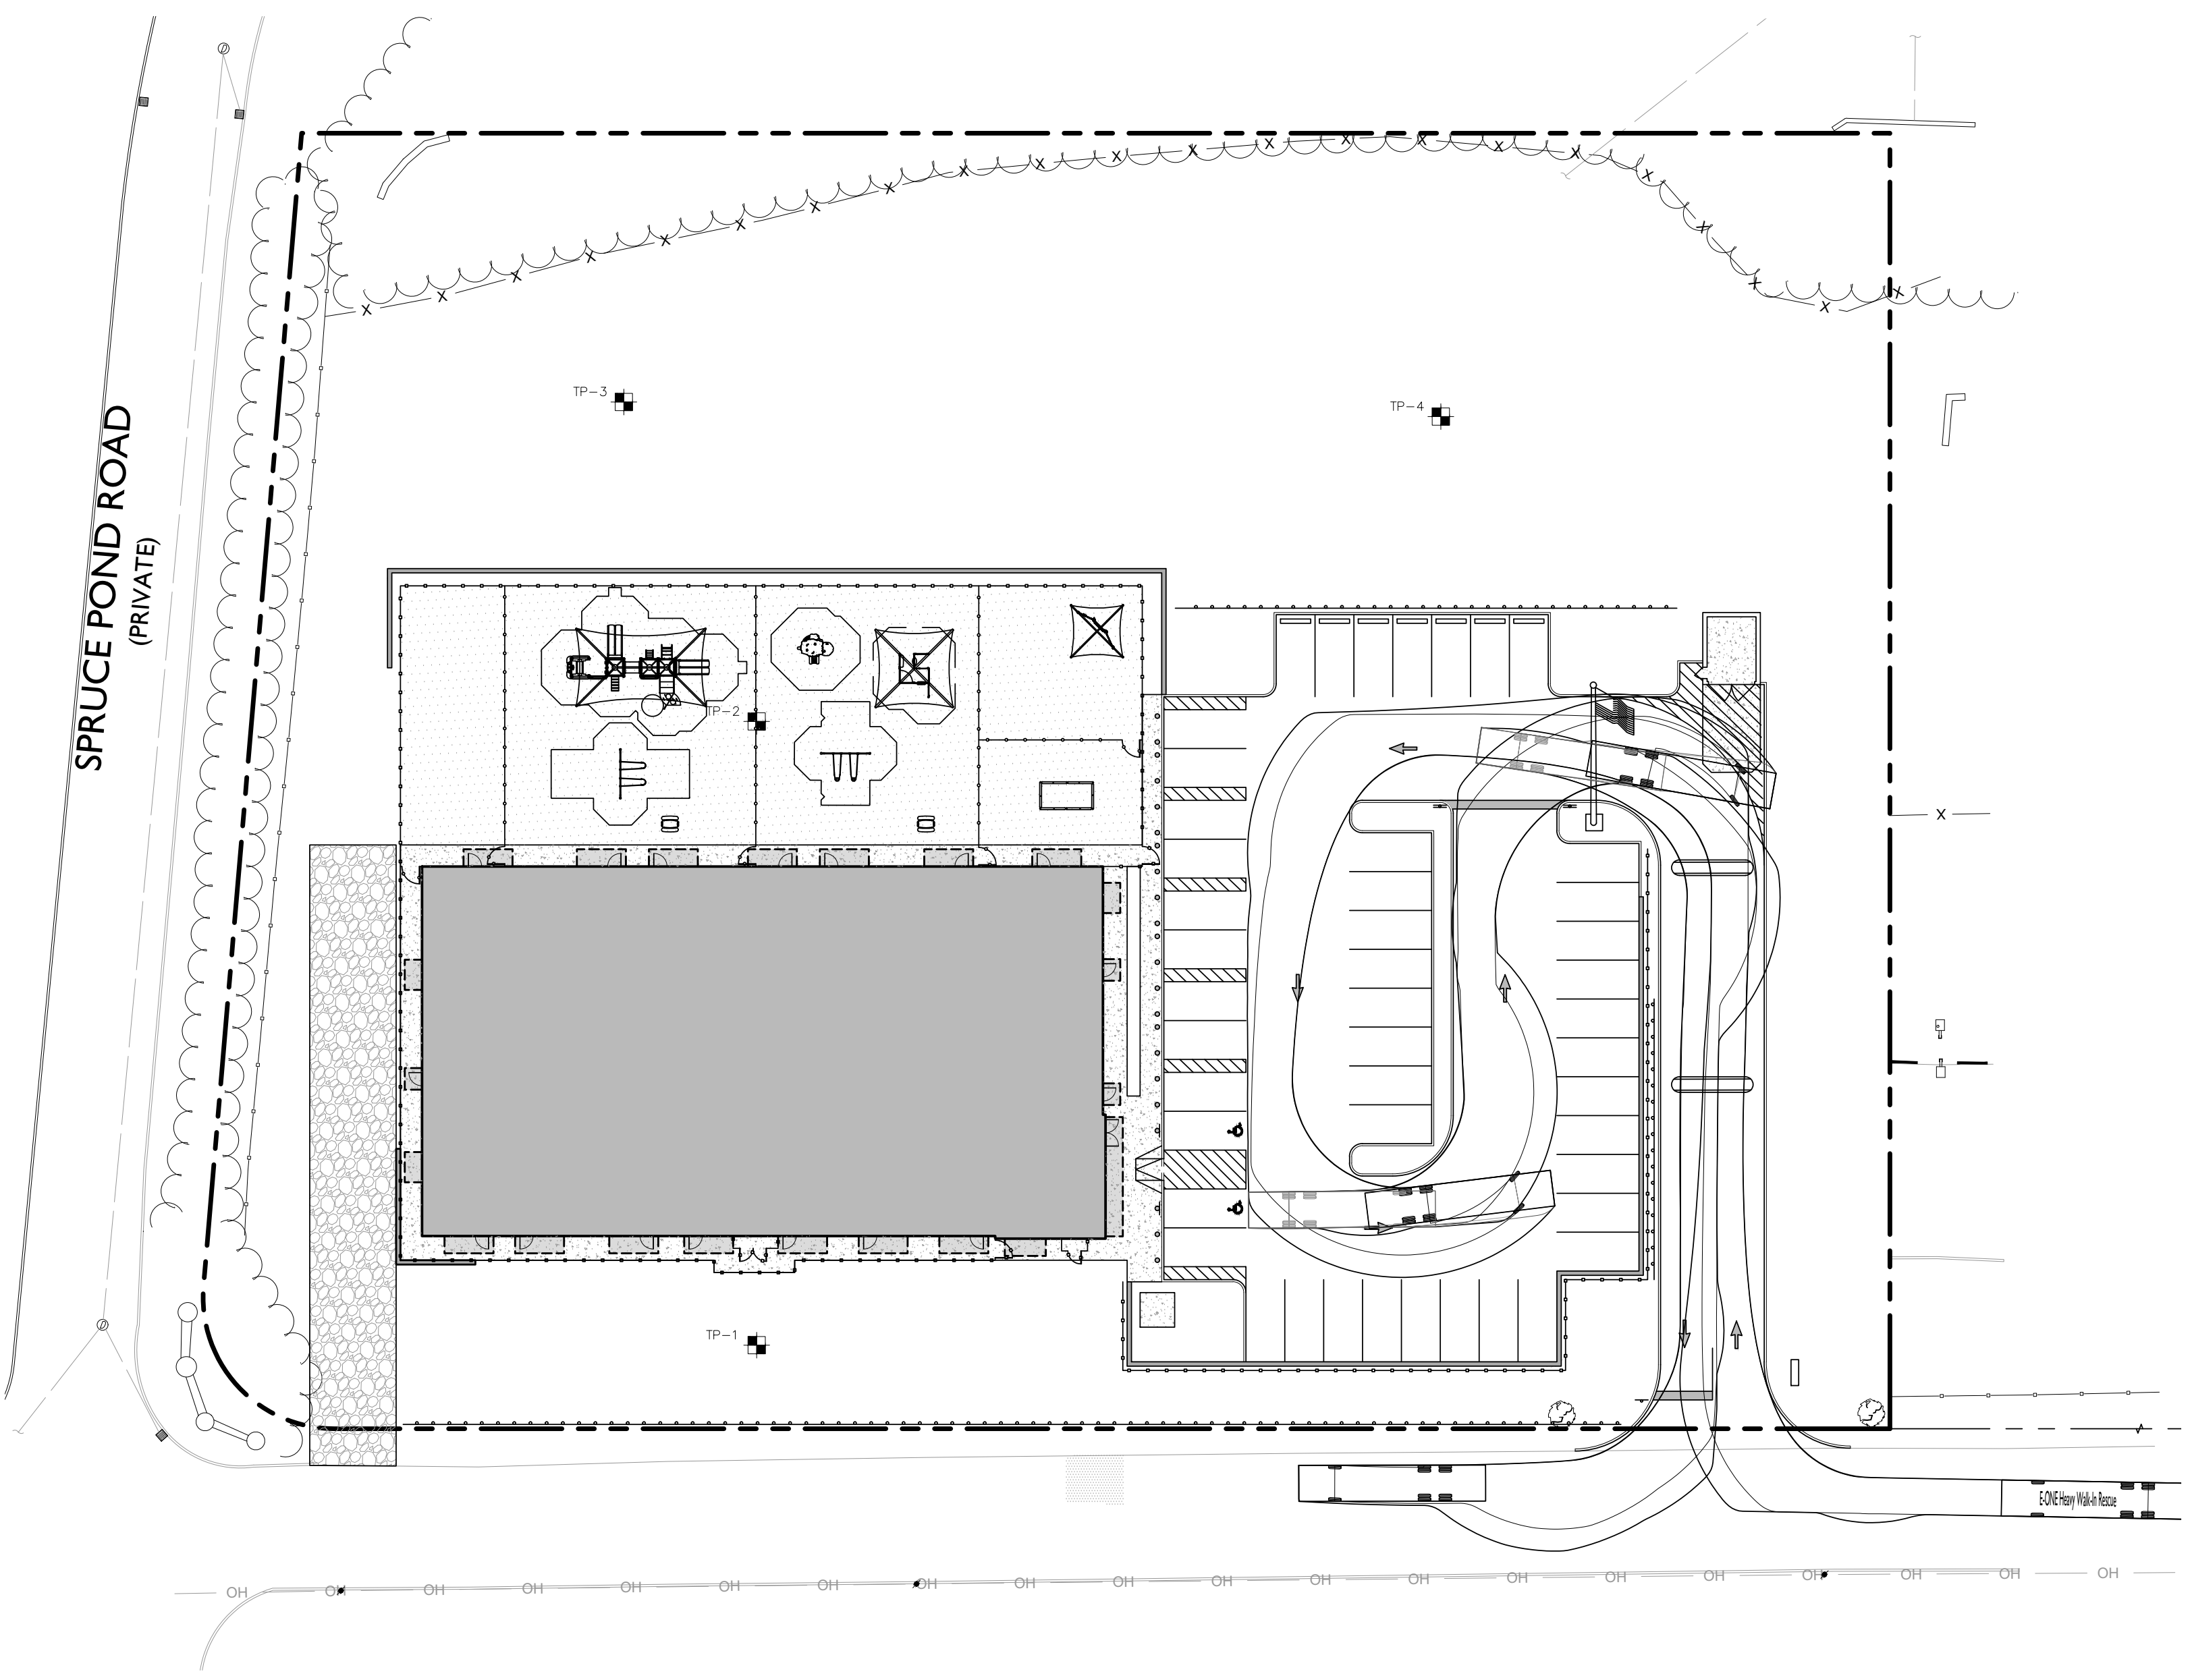 TP-3
TP-4
SPRUCE POND ROAD
(PRIVATE)
TP-2
TP-1
E-ONE Heavy Walk-In Rescue
OH OH OH OH OH OH OH OH OH OH OH OH OH OH OH OH OH OH OH OH